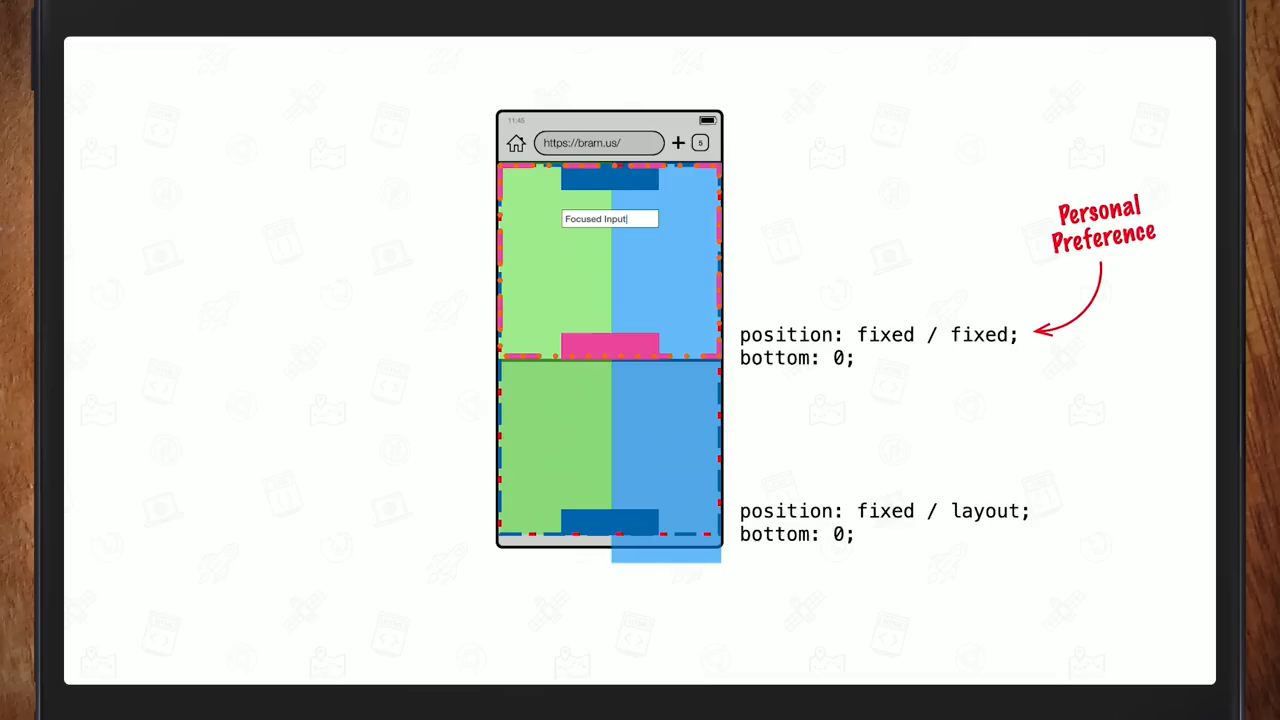 11:45
https://bram.us/
5
Focused Input
Personal
Preference
position: fixed / fixed;
bottom: 0;
position: fixed / layout;
bottom: 0;